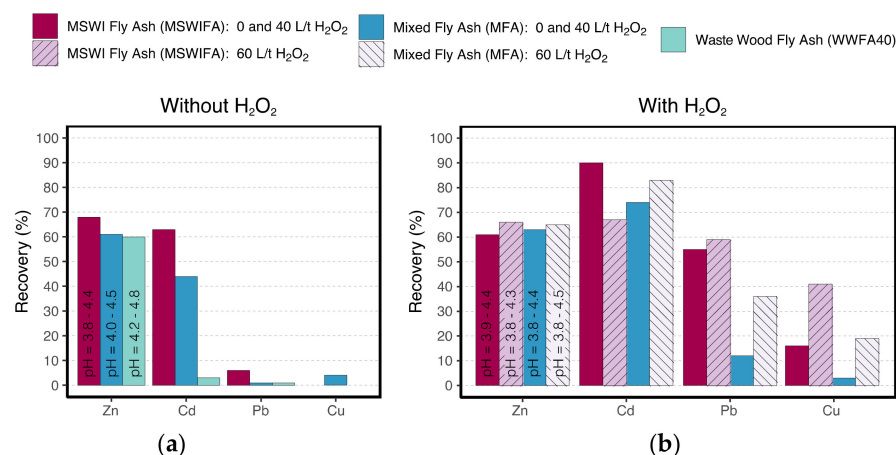 MSWI Fly Ash (MSWIFA): 0 and 40 L/t H₂O₂
MSWI Fly Ash (MSWIFA): 60 L/t H₂O₂
Mixed Fly Ash (MFA): 0 and 40 L/t H₂O₂
Mixed Fly Ash (MFA): 60 L/t H₂O₂
Waste Wood Fly Ash (WWFA40)
Without H₂O₂
Recovery (%)
100
90
80
70
60
50
40
30
20
10
0
pH = 3.8 - 4.4
pH = 4.0 - 4.5
pH = 4.2 - 4.8
Zn Cd Pb Cu
(a)
With H₂O₂
Recovery (%)
100
90
80
70
60
50
40
30
20
10
0
pH = 3.9 - 4.4
pH = 3.8 - 4.3
pH = 3.8 - 4.4
pH = 3.8 - 4.5
Zn Cd Pb Cu
(b)